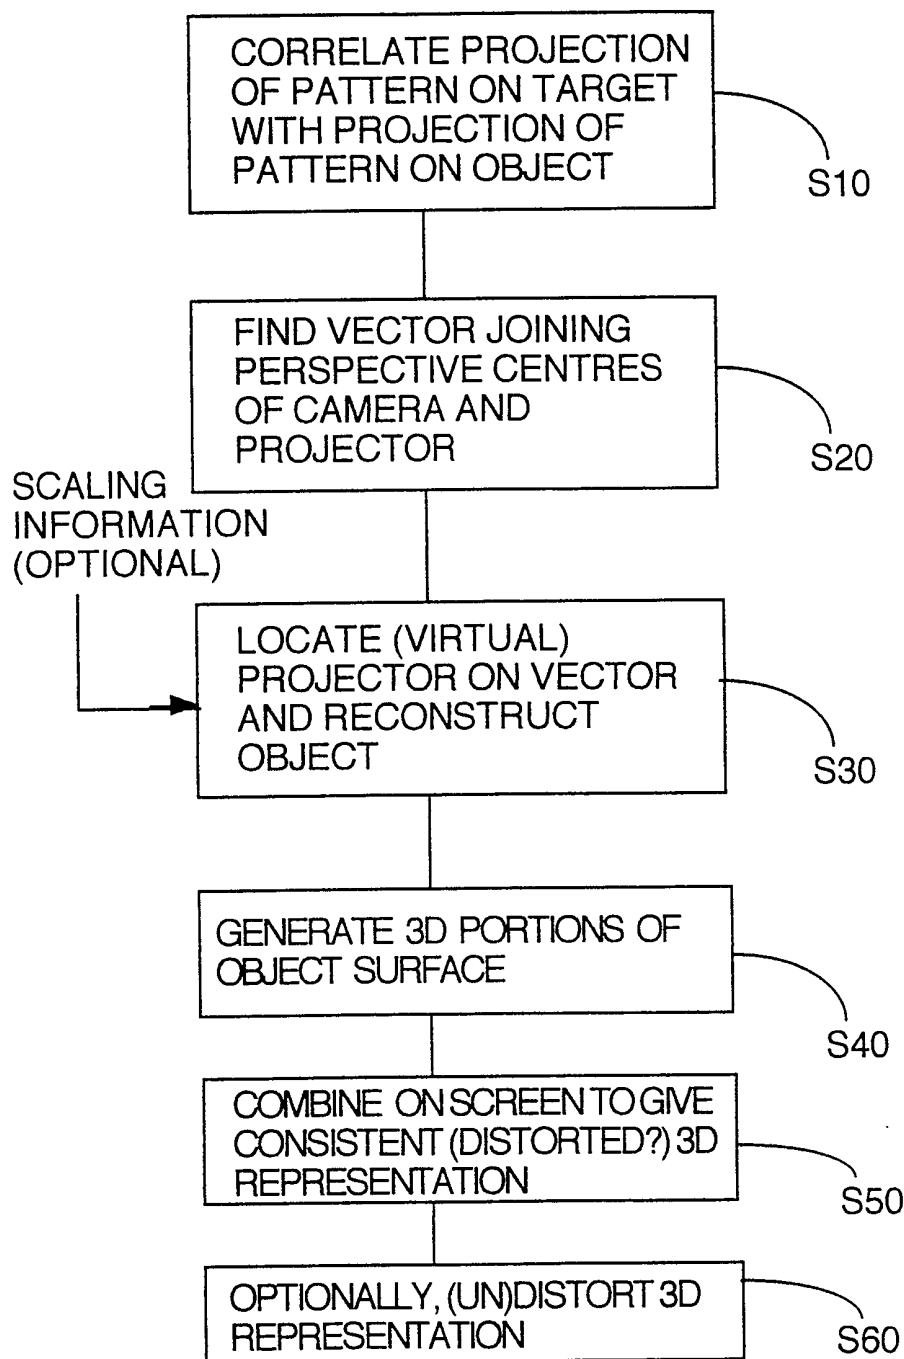 CORRELATE PROJECTION
OF PATTERN ON TARGET
WITH PROJECTION OF
PATTERN ON OBJECT
S10
FIND VECTOR JOINING
PERSPECTIVE CENTRES
OF CAMERA AND
PROJECTOR
S20
SCALING
INFORMATION
(OPTIONAL)
LOCATE (VIRTUAL)
PROJECTOR ON VECTOR
AND RECONSTRUCT
OBJECT
S30
GENERATE 3D PORTIONS OF
OBJECT SURFACE
S40
COMBINE ON SCREEN TO GIVE
CONSISTENT (DISTORTED?) 3D
REPRESENTATION
S50
OPTIONALLY, (UN)DISTORT 3D
REPRESENTATION
S60